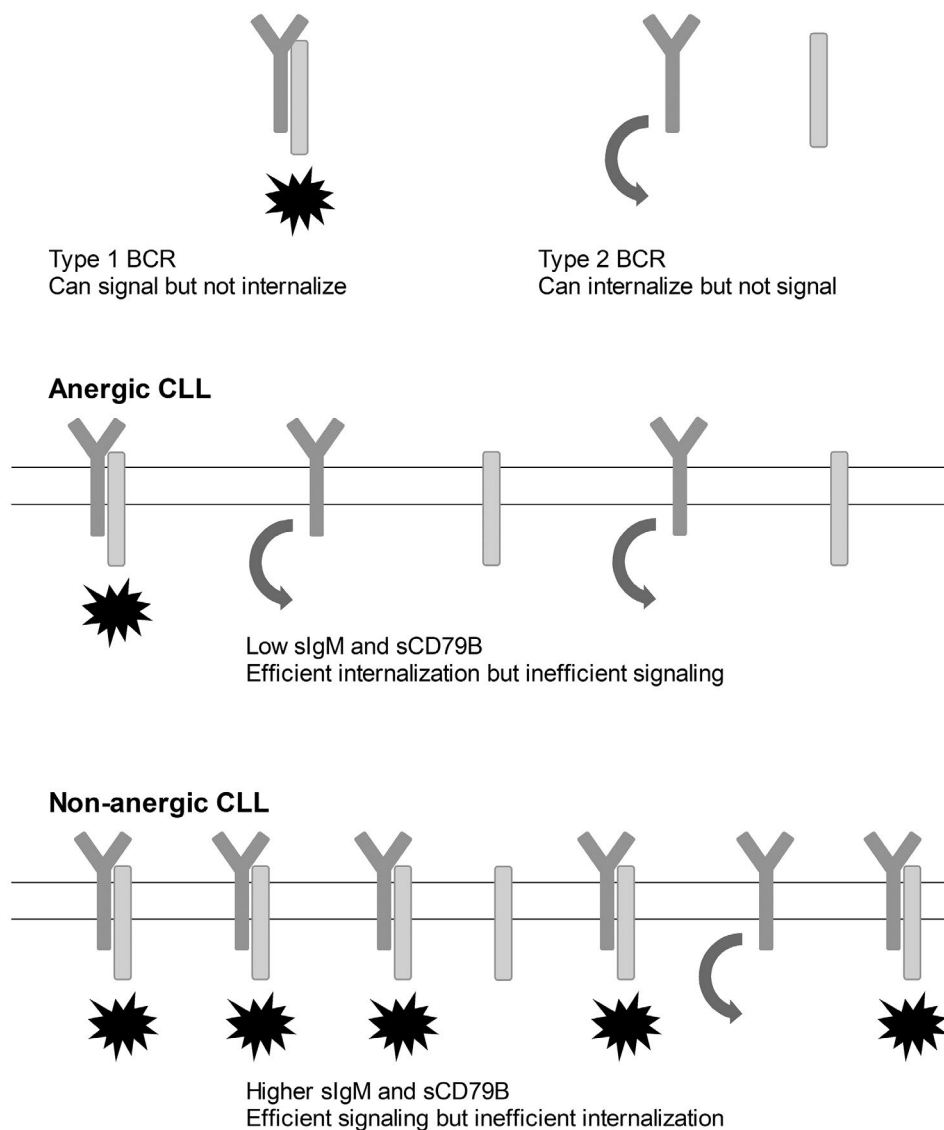 Type 1 BCR
Can signal but not internalize
Type 2 BCR
Can internalize but not signal
Anergic CLL
Low sIgM and sCD79B
Efficient internalization but inefficient signaling
Non-anergic CLL
Higher sIgM and sCD79B
Efficient signaling but inefficient internalization